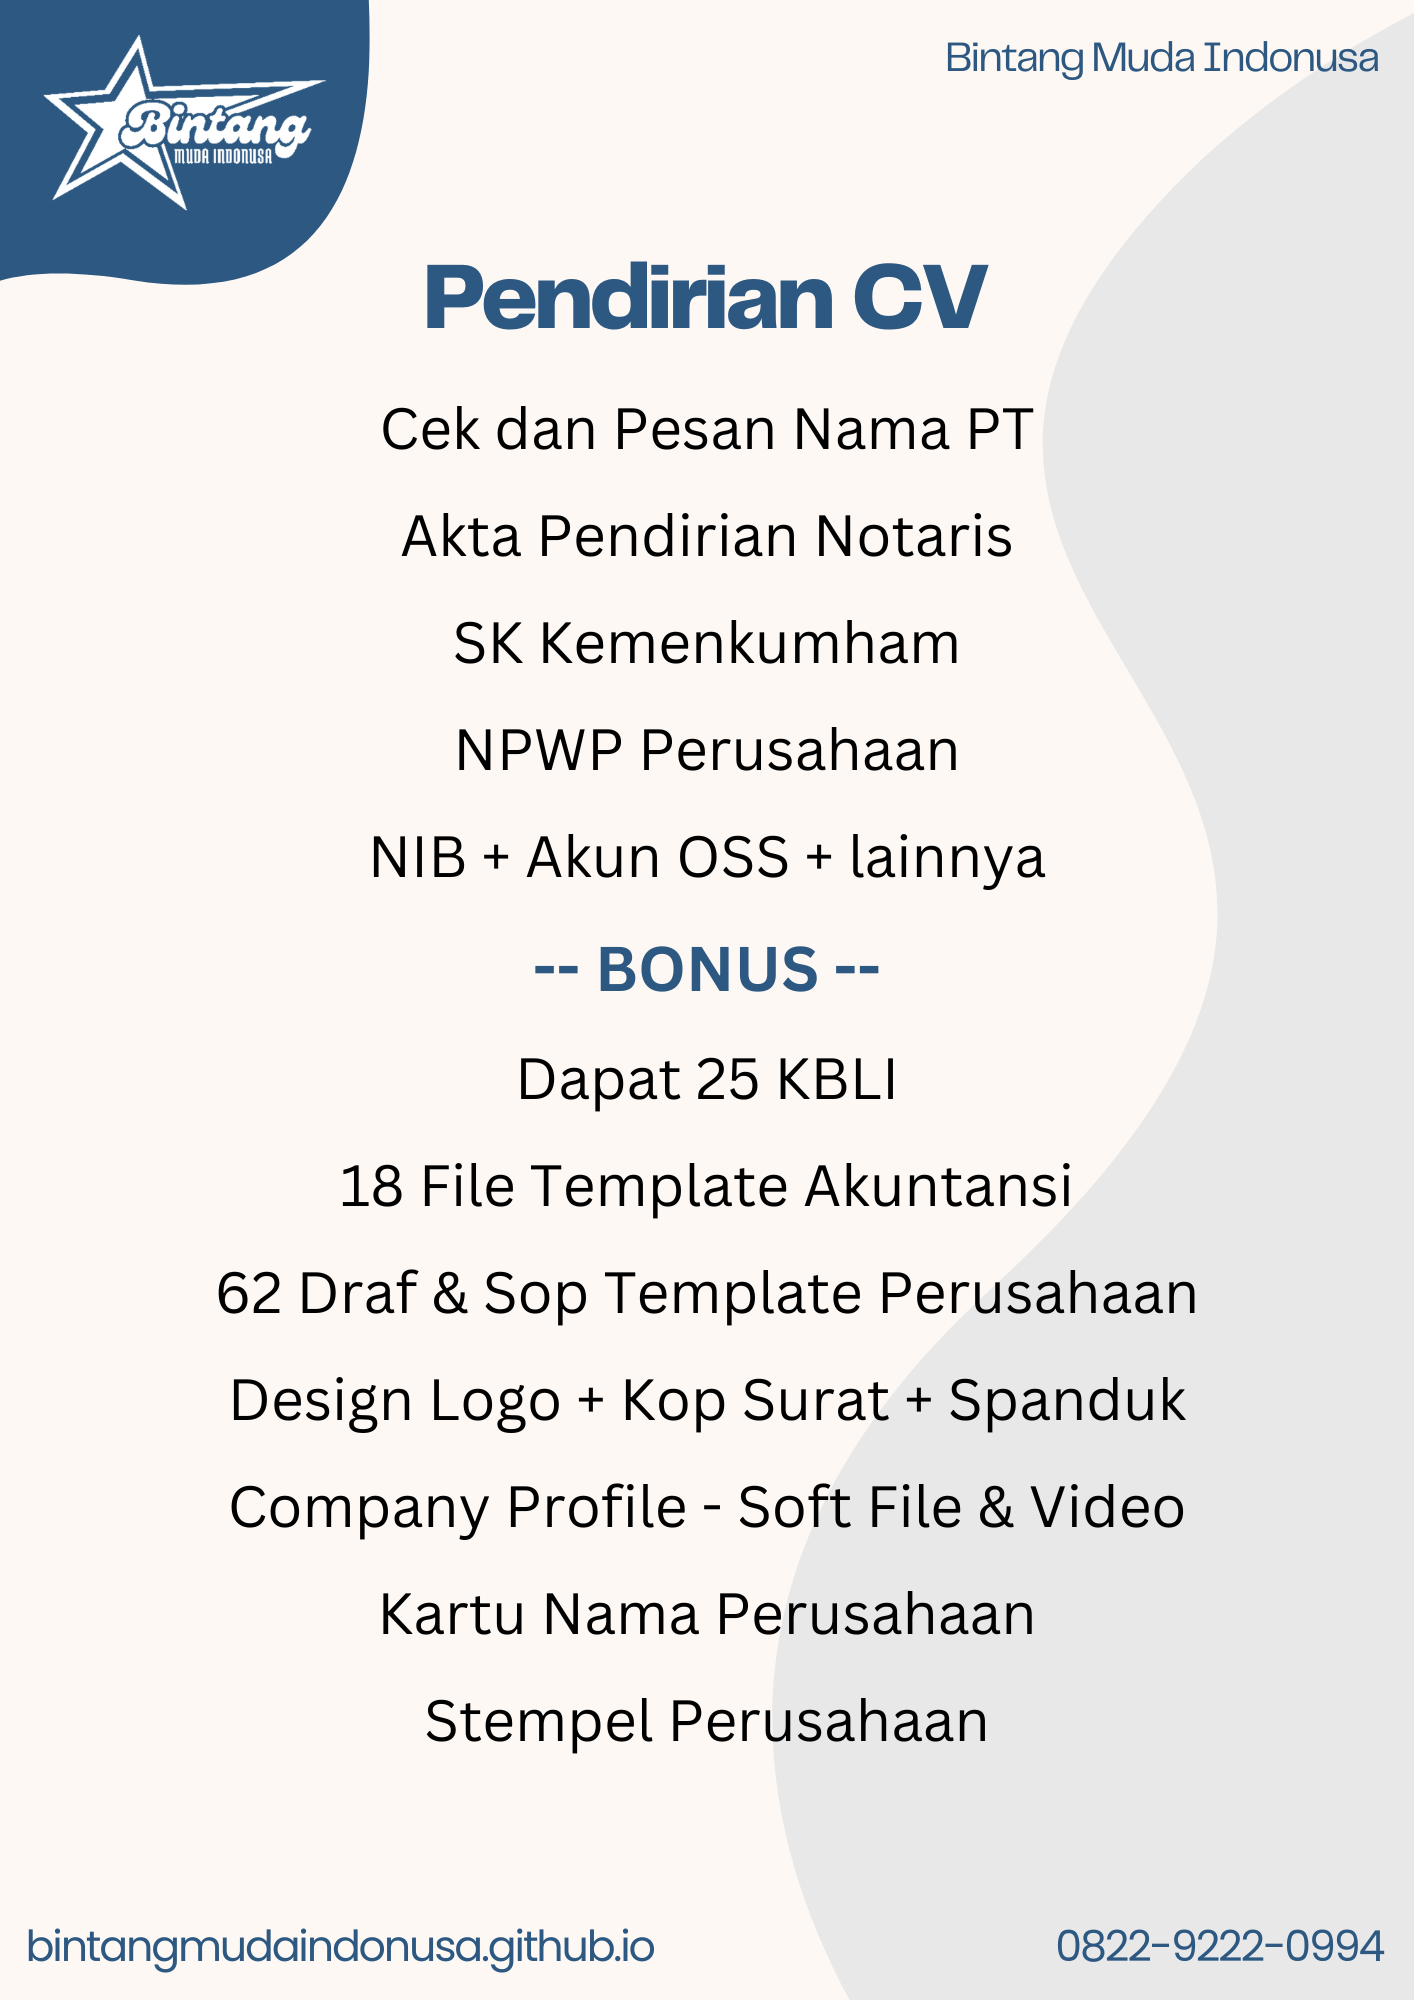 Bintang
MUDA INDONUSA
Bintang Muda Indonusa
Pendirian CV
Cek dan Pesan Nama PT
Akta Pendirian Notaris
SK Kemenkumham
NPWP Perusahaan
NIB + Akun OSS + lainnya
-- BONUS --
Dapat 25 KBLI
18 File Template Akuntansi
62 Draf & Sop Template Perusahaan
Design Logo + Kop Surat + Spanduk
Company Profile - Soft File & Video
Kartu Nama Perusahaan
Stempel Perusahaan
bintangmudaindonusa.github.io
0822-9222-0994